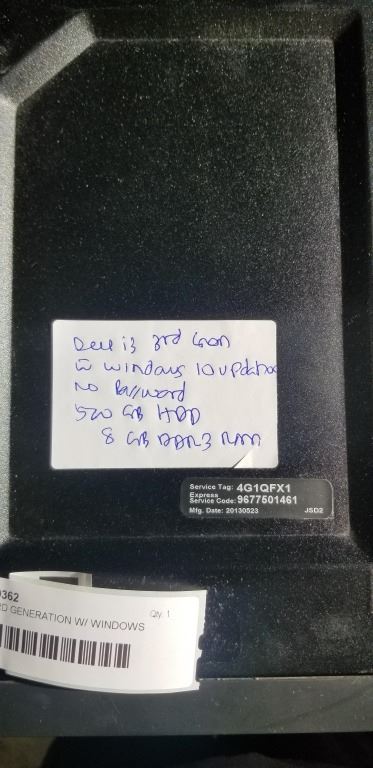 Dell i3 3rd Gen
w windows 10 updated
No Password
500 GB HDD
8 GB DDR3 RAM
Service Tag: 4G1QFX1
Express
Service Code: 9677501461
Mfg. Date: 20130523 JSD2
362
Qty. 1
RD GENERATION W/ WINDOWS